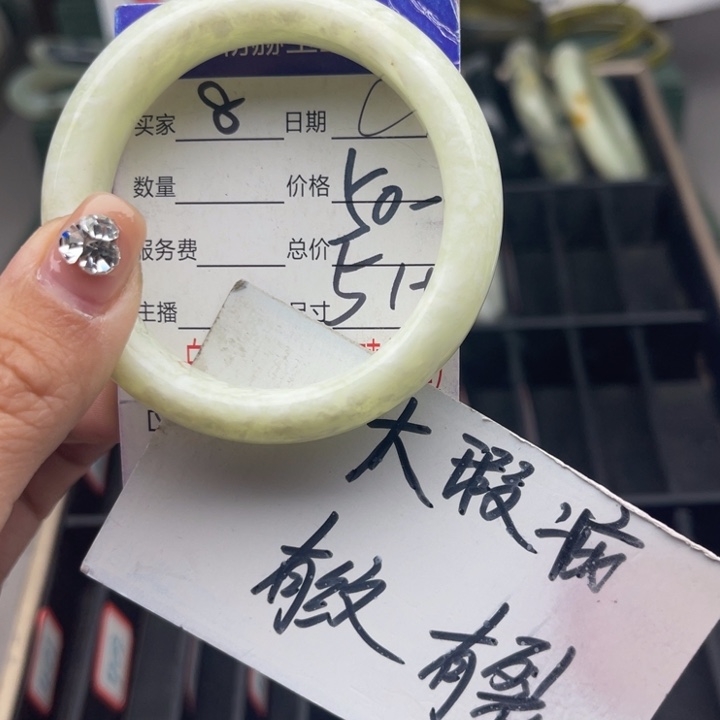 买家 8 日期
数量 价格 50-
服务费 总价
主播 尺寸 51
大瑕疵
有纹 有裂